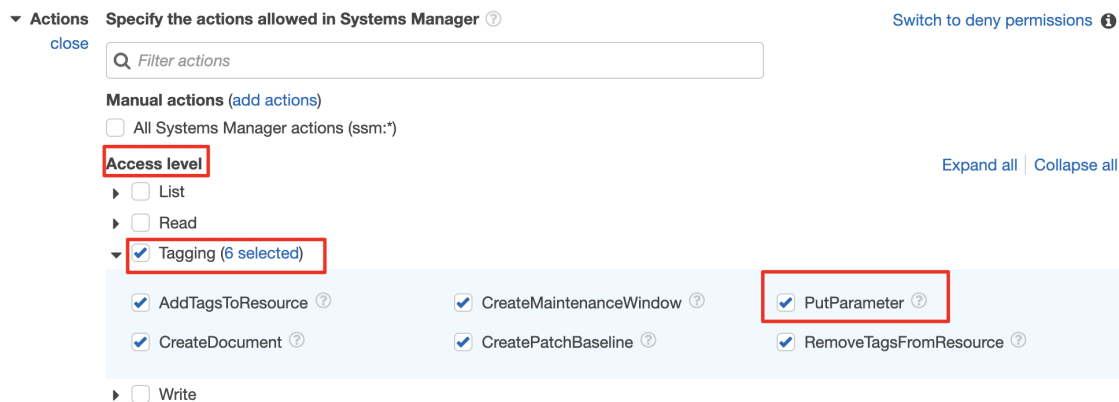 Actions Specify the actions allowed in Systems Manager ? Switch to deny permissions i
close
Filter actions
Manual actions (add actions)
All Systems Manager actions (ssm:*)
Access level Expand all Collapse all
List
Read
Tagging (6 selected)
AddTagsToResource ? CreateMaintenanceWindow ? PutParameter ?
CreateDocument ? CreatePatchBaseline ? RemoveTagsFromResource ?
Write